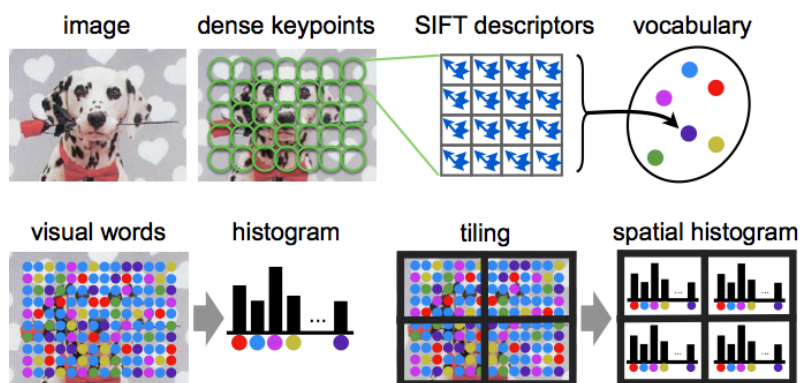 image
dense keypoints
SIFT descriptors
vocabulary
visual words
histogram
tiling
spatial histogram
...
...
...
...
...